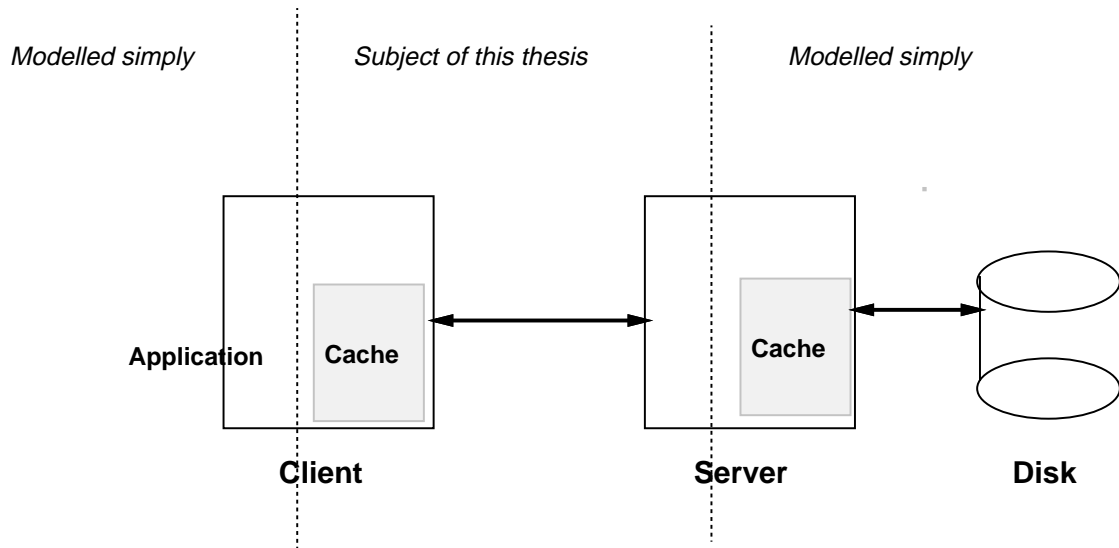 Modelled simply
Subject of this thesis
Modelled simply
Application
Cache
Cache
Client
Server
Disk